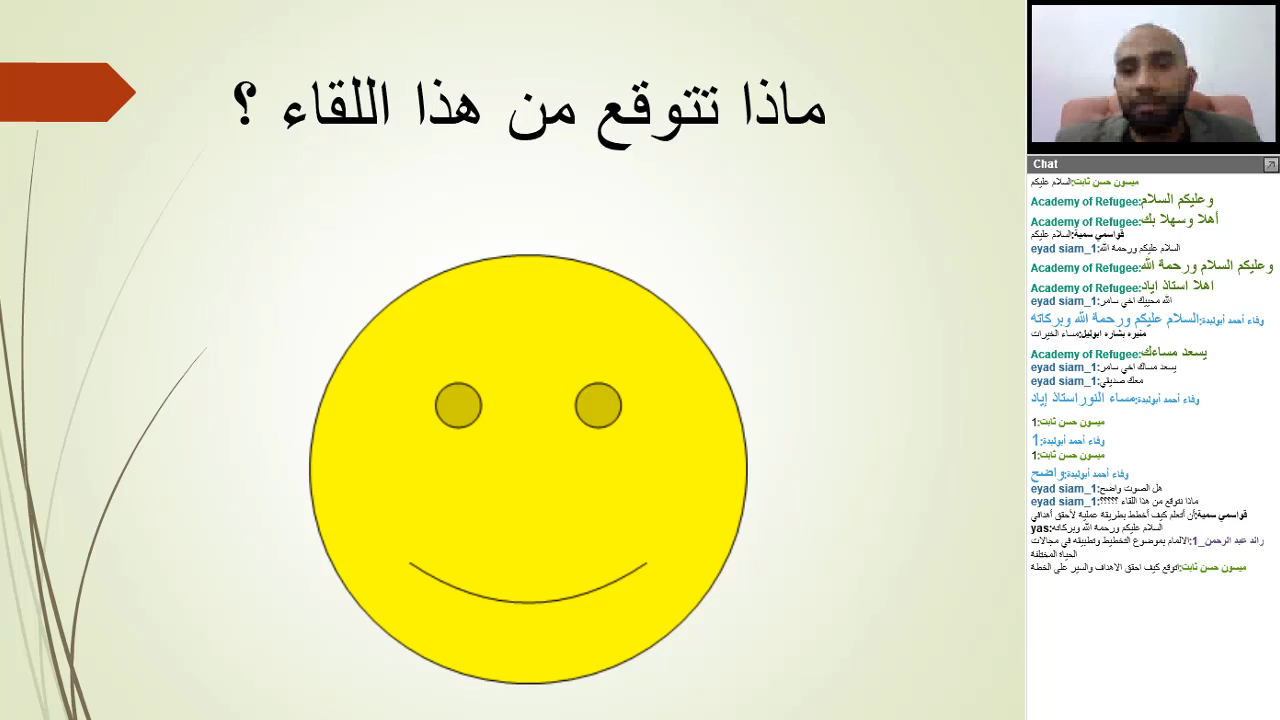 ماذا تتوقع من هذا اللقاء ؟
Chat
ميسون حسن ثابت:السلام عليكم
Academy of Refugee:وعليكم السلام
Academy of Refugee:أهلا وسهلا بك
قواسمي سمية:السلام عليكم
eyad siam_1:السلام عليكم ورحمة الله
Academy of Refugee:وعليكم السلام ورحمة الله
Academy of Refugee:اهلا استاذ اياد
eyad siam_1:الله محييك اخي سامر
وفاء أحمد أبولبدة:السلام عليكم ورحمة الله وبركاته
منيره بشاره ابوليل:مساء الخيرات
Academy of Refugee:يسعد مساءك
eyad siam_1:يسعد مساك اخي سامر
eyad siam_1:معك صديقي
وفاء أحمد أبولبدة:مساء النور استاذ إياد
ميسون حسن ثابت:1
وفاء أحمد أبولبدة:1
ميسون حسن ثابت:1
وفاء أحمد أبولبدة:واضح
eyad siam_1:هل الصوت واضح
eyad siam_1:ماذا نتوقع من هذا اللقاء ؟؟؟؟؟
قواسمي سمية:أن أتعلم كيف أخطط بطريقة عملية لأحقق أهدافي
yas:السلام عليكم ورحمة الله وبركاته
رائد عبد الرحمن_1:الالمام بموضوع التخطيط وتطبيقه في مجالات
الحياة المختلفة
ميسون حسن ثابت:اتوقع كيف احقق الاهداف والسير على الخطة